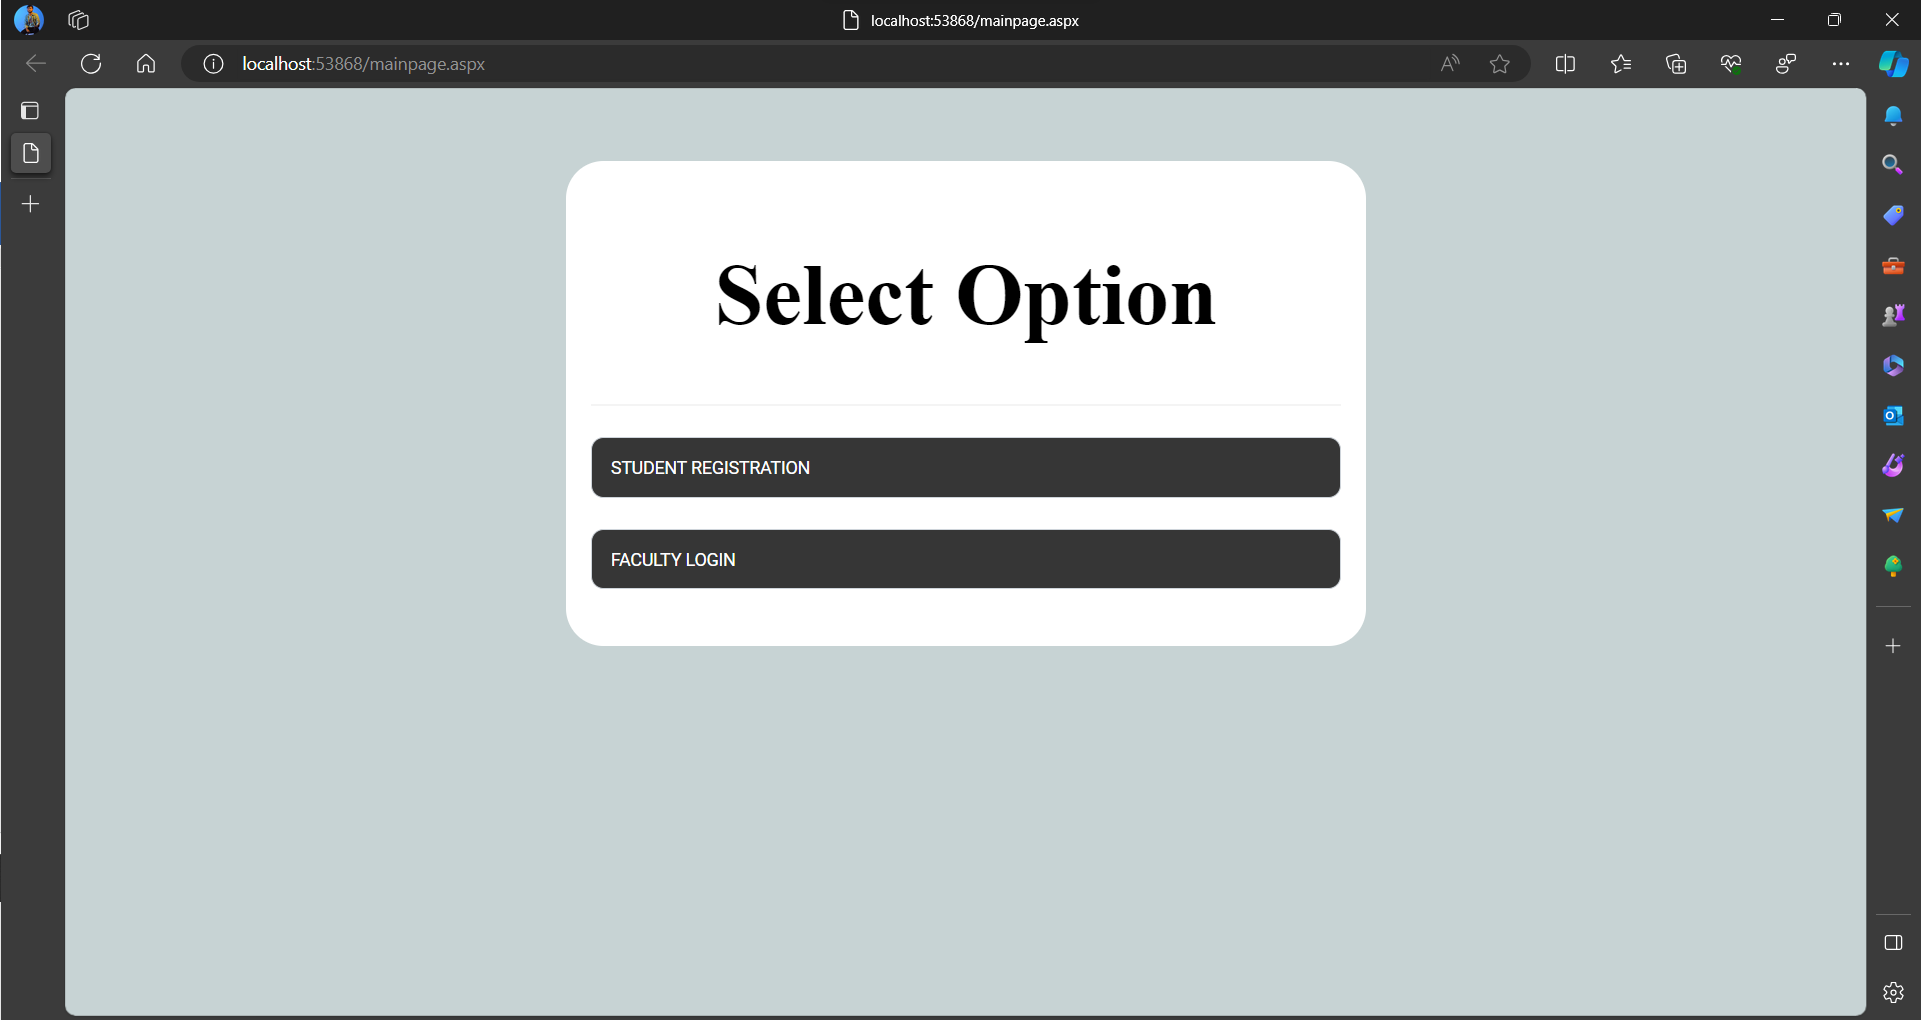 localhost:53868/mainpage.aspx
localhost:53868/mainpage.aspx
Select Option
STUDENT REGISTRATION
FACULTY LOGIN